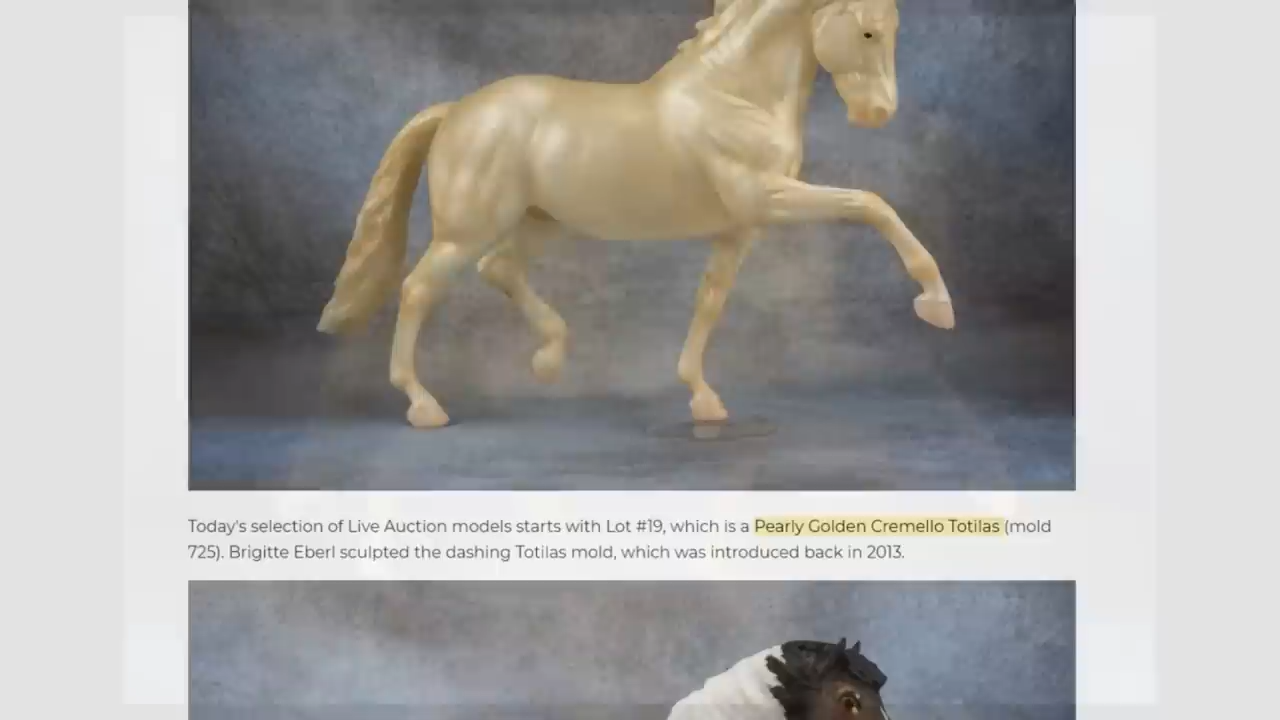 Today's selection of Live Auction models starts with Lot #19, which is a Pearly Golden Cremello Totilas (mold
725). Brigitte Eberl sculpted the dashing Totilas mold, which was introduced back in 2013.